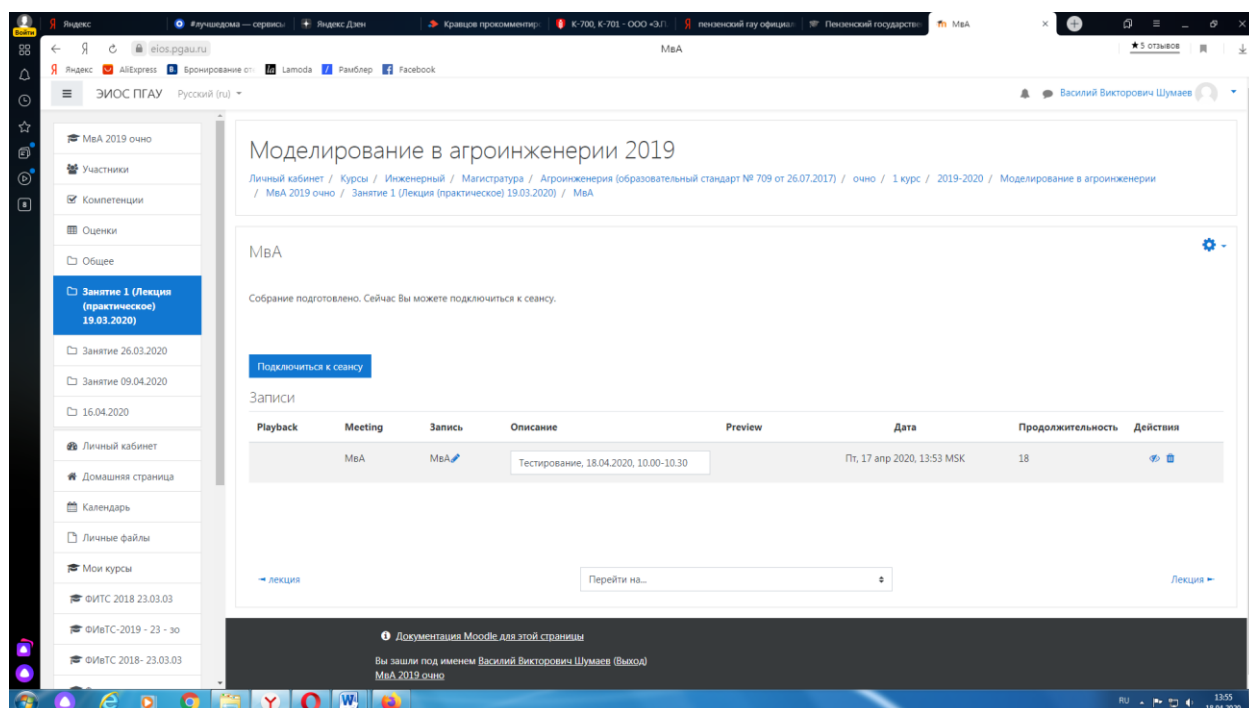 Яндекс
#лучшедома — сервисы
Яндекс.Дзен
Кравцов прокомментиро
К-700, К-701 - ООО «ЭЛ
пензенский гау официал
Пензенский государствен
МвА
Войти
eios.pgau.ru
МвА
5 отзывов
Яндекс
AliExpress
Бронирование от
Lamoda
Рамблер
Facebook
ЭИОС ПГАУ Русский (ru)
Василий Викторович Шумаев
МвА 2019 очно
Участники
Компетенции
Оценки
Общее
Занятие 1 (Лекция
(практическое)
19.03.2020)
Занятие 26.03.2020
Занятие 09.04.2020
16.04.2020
Личный кабинет
Домашняя страница
Календарь
Личные файлы
Мои курсы
ФИТС 2018 23.03.03
ФИвТС-2019 - 23 - зо
ФИвТС 2018- 23.03.03
Моделирование в агроинженерии 2019
Личный кабинет / Курсы / Инженерный / Магистратура / Агроинженерия (образовательный стандарт № 709 от 26.07.2017) / очно / 1 курс / 2019-2020 / Моделирование в агроинженерии
/ МвА 2019 очно / Занятие 1 (Лекция (практическое) 19.03.2020) / МвА
МвА
Собрание подготовлено. Сейчас Вы можете подключиться к сеансу.
Подключиться к сеансу
Записи
Playback Meeting Запись Описание Preview Дата Продолжительность Действия
МвА МвА Тестирование, 18.04.2020, 10.00-10.30 Пт, 17 апр 2020, 13:53 MSK 18
◄ лекция
Перейти на...
Лекция ►
Документация Moodle для этой страницы
Вы зашли под именем Василий Викторович Шумаев (Выход)
МвА 2019 очно
RU
13:55
18.04.2020